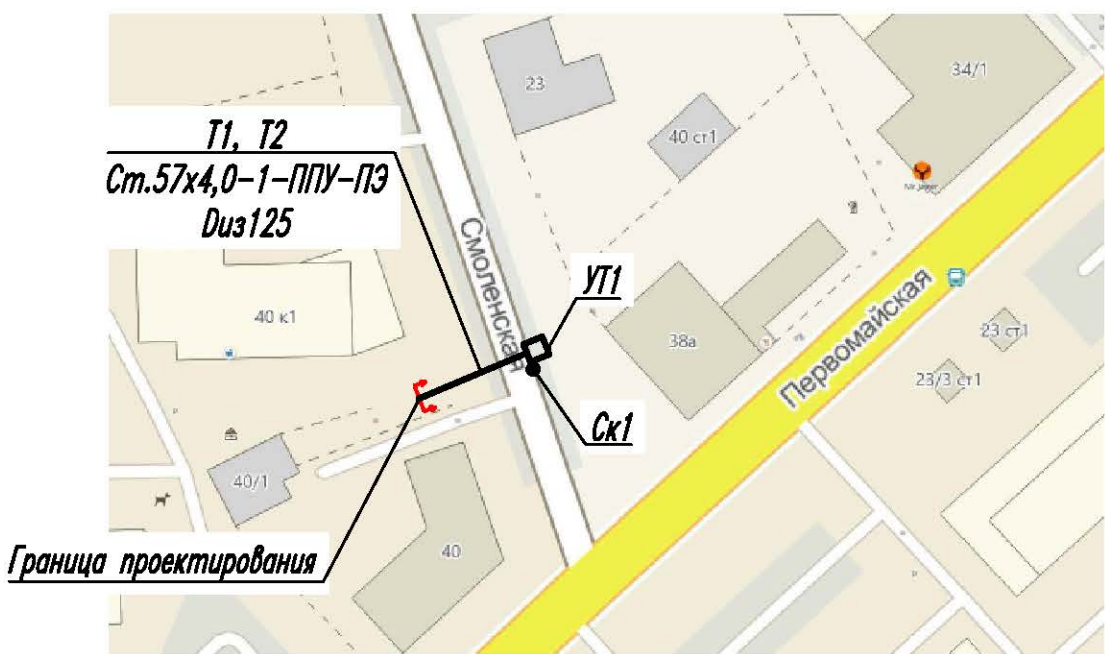 34/1
23
40 ст1
Т1, Т2
Ст.57х4,0-1-ППУ-ПЭ
Dиз125
Смоленская
УТ1
Первомайская
40 к1
38а
23 ст1
23/3 ст1
Ск1
40/1
40
Граница проектирования